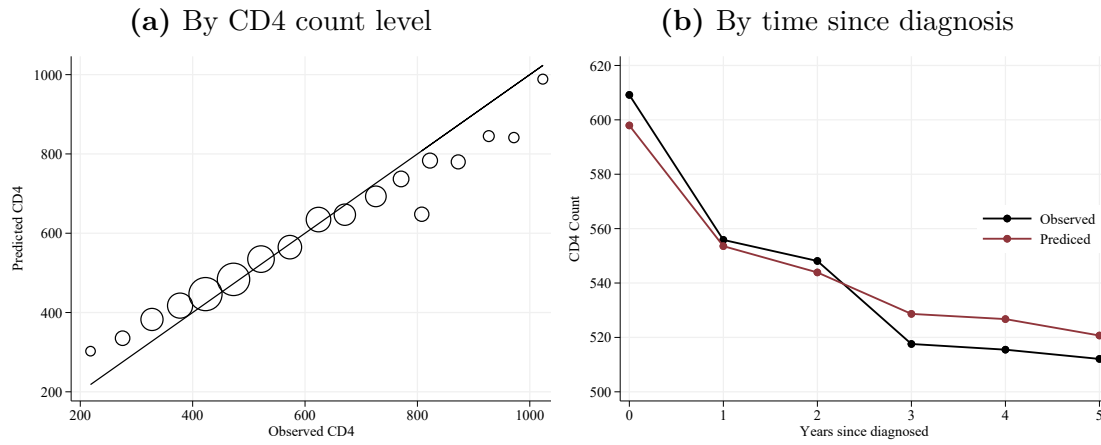 (a) By CD4 count level
1000
800
600
400
200
Predicted CD4
200 400 600 800 1000
Observed CD4
(b) By time since diagnosis
620
600
580
560
540
520
500
CD4 Count
Observed
Prediced
0 1 2 3 4 5
Years since diagnosed